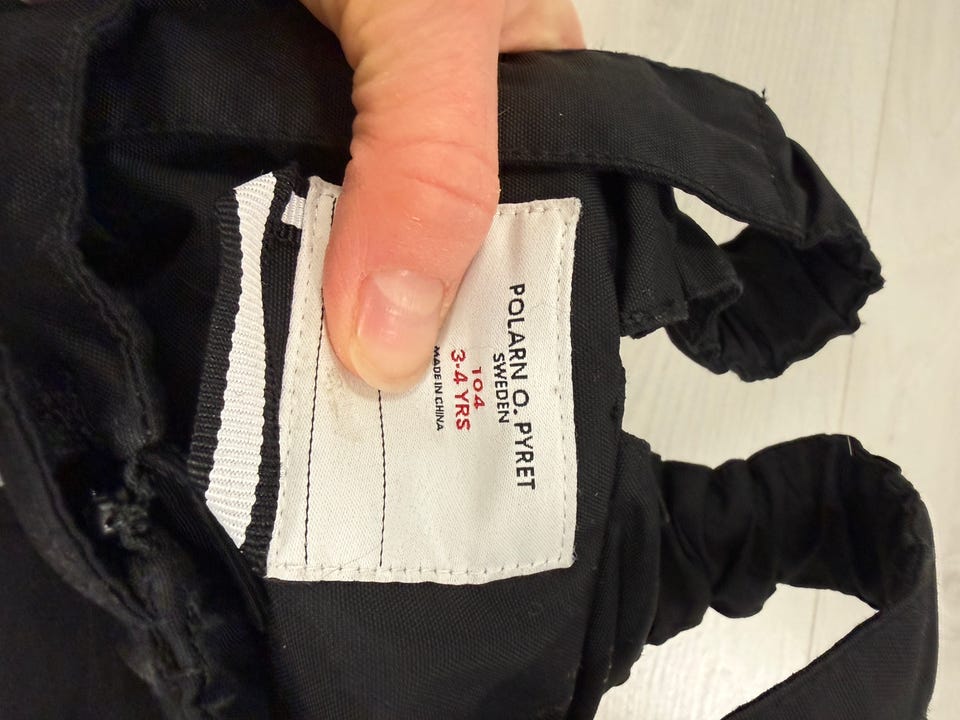 POLARN O. PYRET
SWEDEN
104
3-4 YRS
MADE IN CHINA